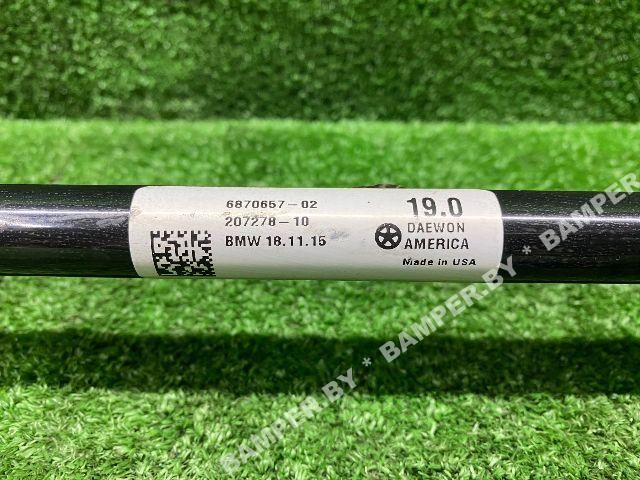 6870657-02
207278-10
BMW 18.11.15
19.0
DAEWON
AMERICA
Made in USA
BAMPER.BY * BAMPER.BY * BAMPER.BY